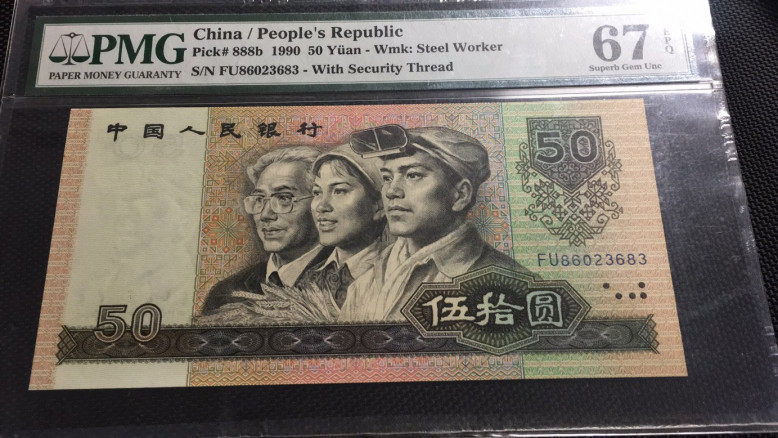 PMG
PAPER MONEY GUARANTY
China / People's Republic
Pick# 888b 1990 50 Yüan - Wmk: Steel Worker
S/N FU86023683 - With Security Thread
67 EPQ
Superb Gem Unc
中国人民银行
50
FU86023683
50
伍拾圆